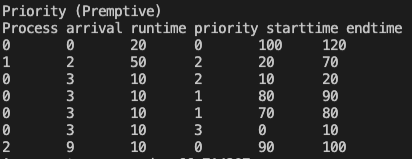 Priority (Premptive)
Process arrival runtime priority starttime endtime
0 0 20 0 100 120
1 2 50 2 20 70
0 3 10 2 10 20
0 3 10 1 80 90
0 3 10 1 70 80
0 3 10 3 0 10
2 9 10 0 90 100